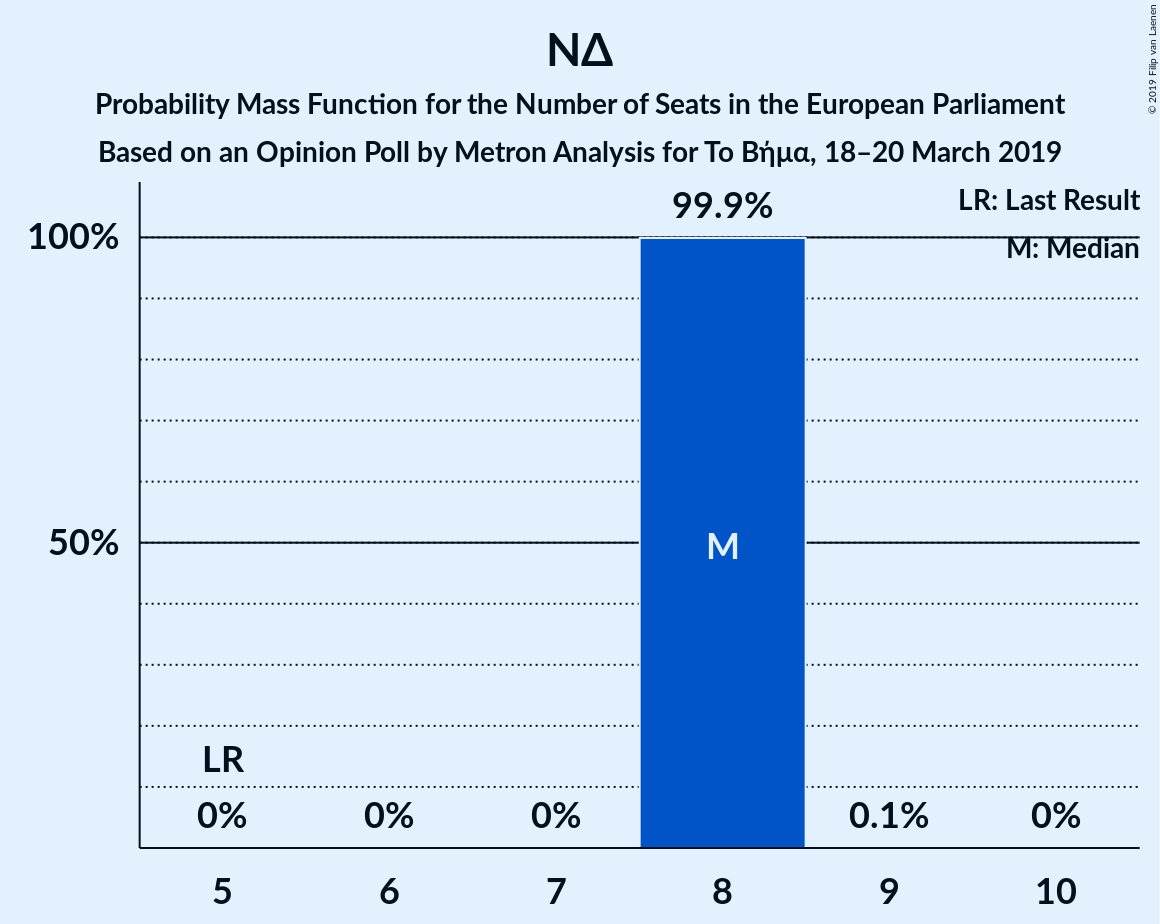 ΝΔ
Probability Mass Function for the Number of Seats in the European Parliament
Based on an Opinion Poll by Metron Analysis for Το Βήμα, 18–20 March 2019
© 2019 Filip van Laenen
LR: Last Result
M: Median
99.9%
100%
50%
M
LR
0%
0%
0%
0.1%
0%
5
6
7
8
9
10